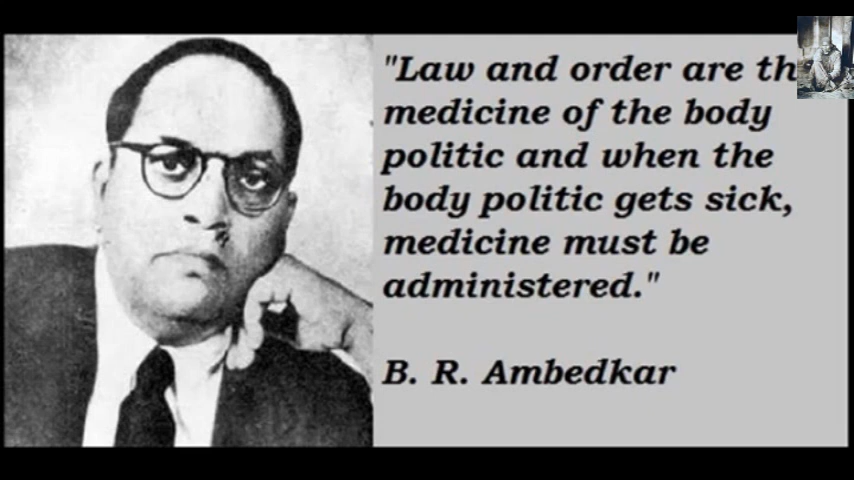 "Law and order are th
medicine of the body
politic and when the
body politic gets sick,
medicine must be
administered."
B. R. Ambedkar